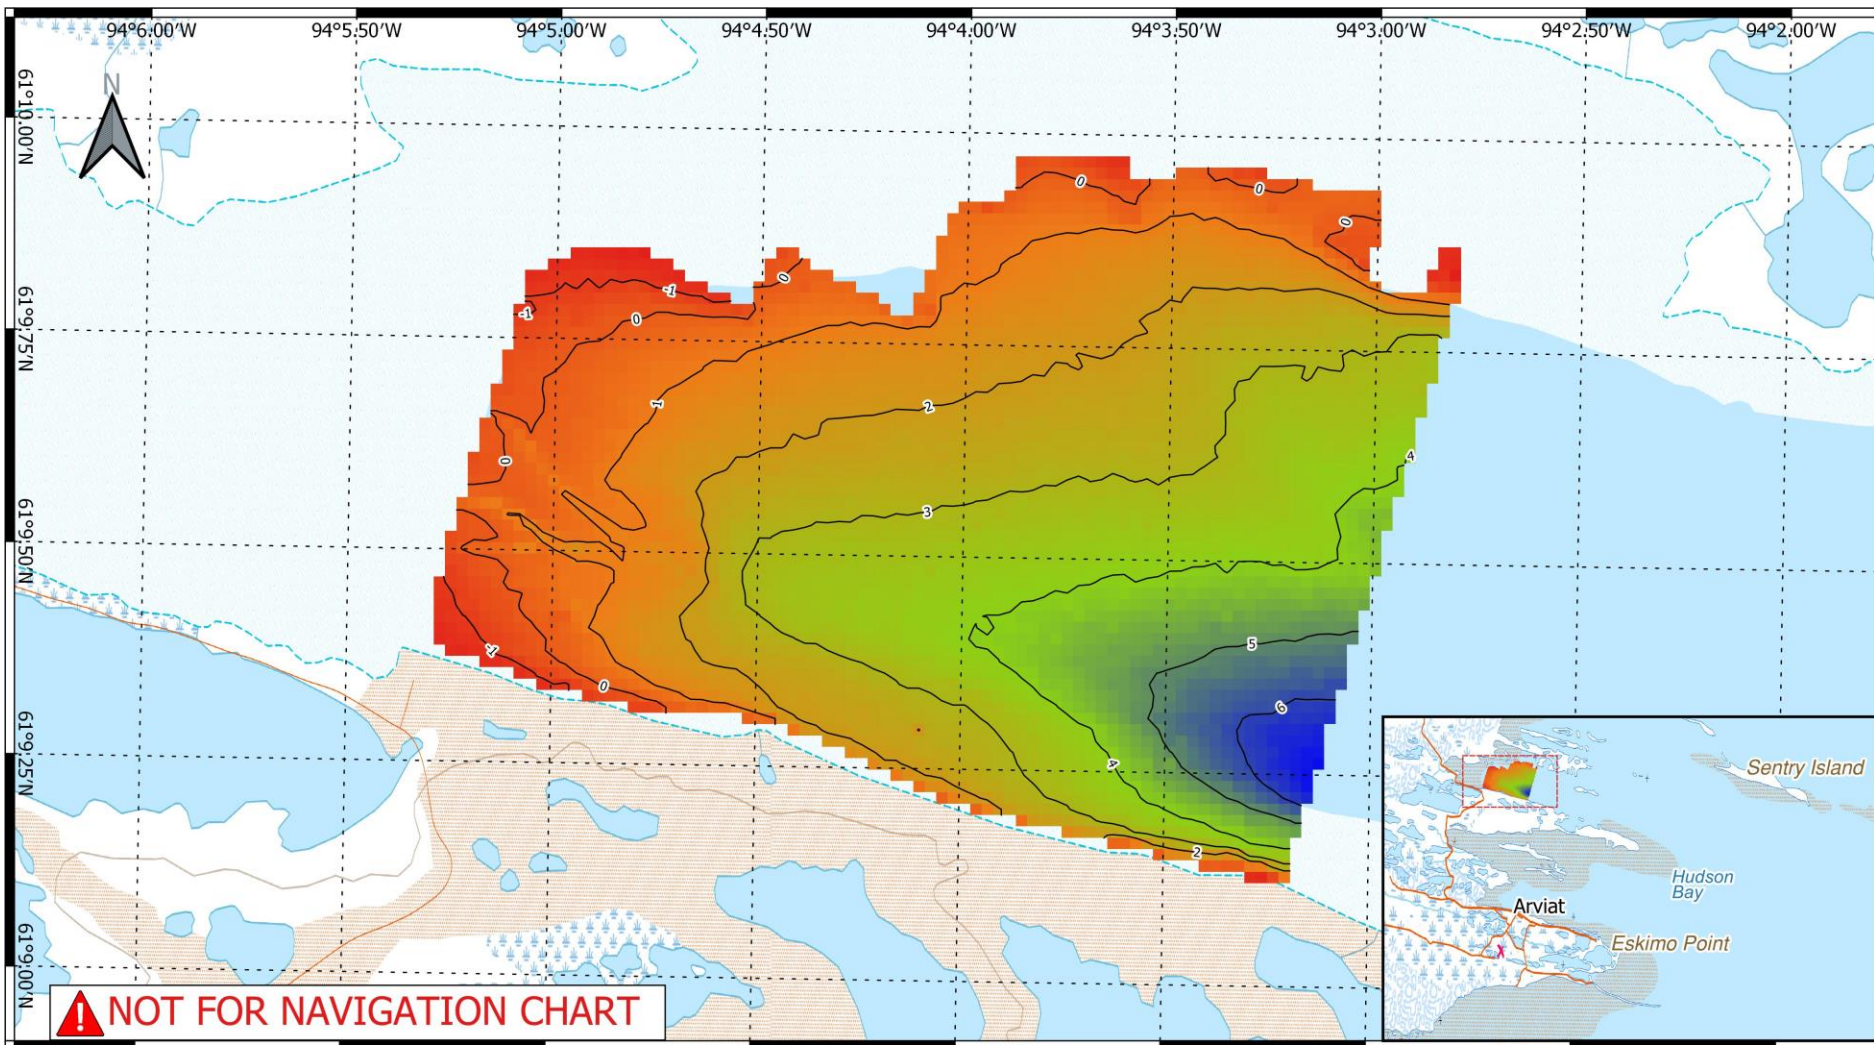 94°6.00'W 94°5.50'W 94°5.00'W 94°4.50'W 94°4.00'W 94°3.50'W 94°3.00'W 94°2.50'W 94°2.00'W
N
61°10.00'N
0
0
0
61°9.75'N
-1
0
-1
0
1
2
0
4
3
61°9.50'N
5
-1
0
6
61°9.25'N
4
Sentry Island
2
Hudson
Bay
Arviat
Eskimo Point
61°9.00'N
NOT FOR NAVIGATION CHART